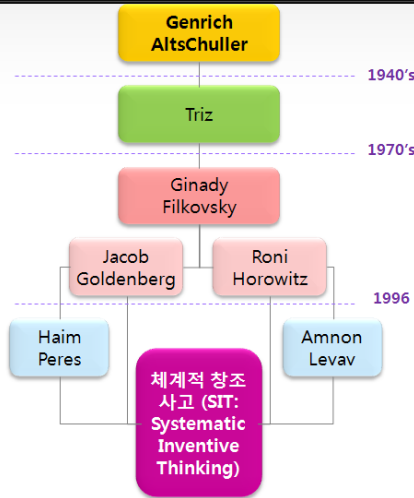 Genrich
AltsChuller
1940's
Triz
1970's
Ginady
Filkovsky
Jacob
Goldenberg
Roni
Horowitz
1996
Haim
Peres
Amnon
Levav
체계적 창조
사고 (SIT:
Systematic
Inventive
Thinking)